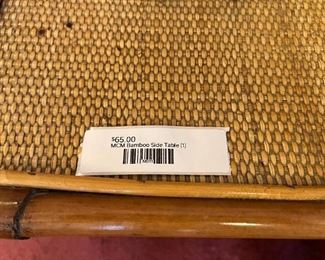 $65.00
MCM Bamboo Side Table (1)